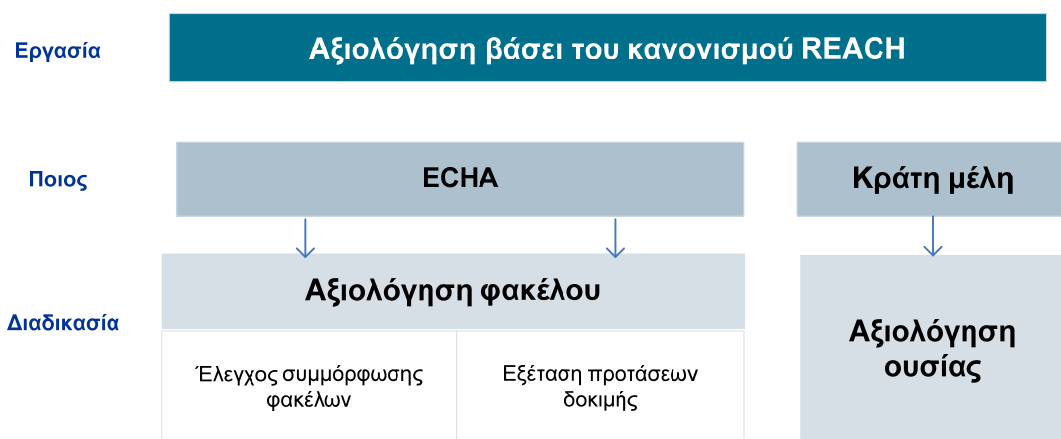 Εργασία
Αξιολόγηση βάσει του κανονισμού REACH
Ποιος
ECHA
Κράτη μέλη
Διαδικασία
Αξιολόγηση φακέλου
Αξιολόγηση
ουσίας
Έλεγχος συμμόρφωσης
φακέλων
Εξέταση προτάσεων
δοκιμής